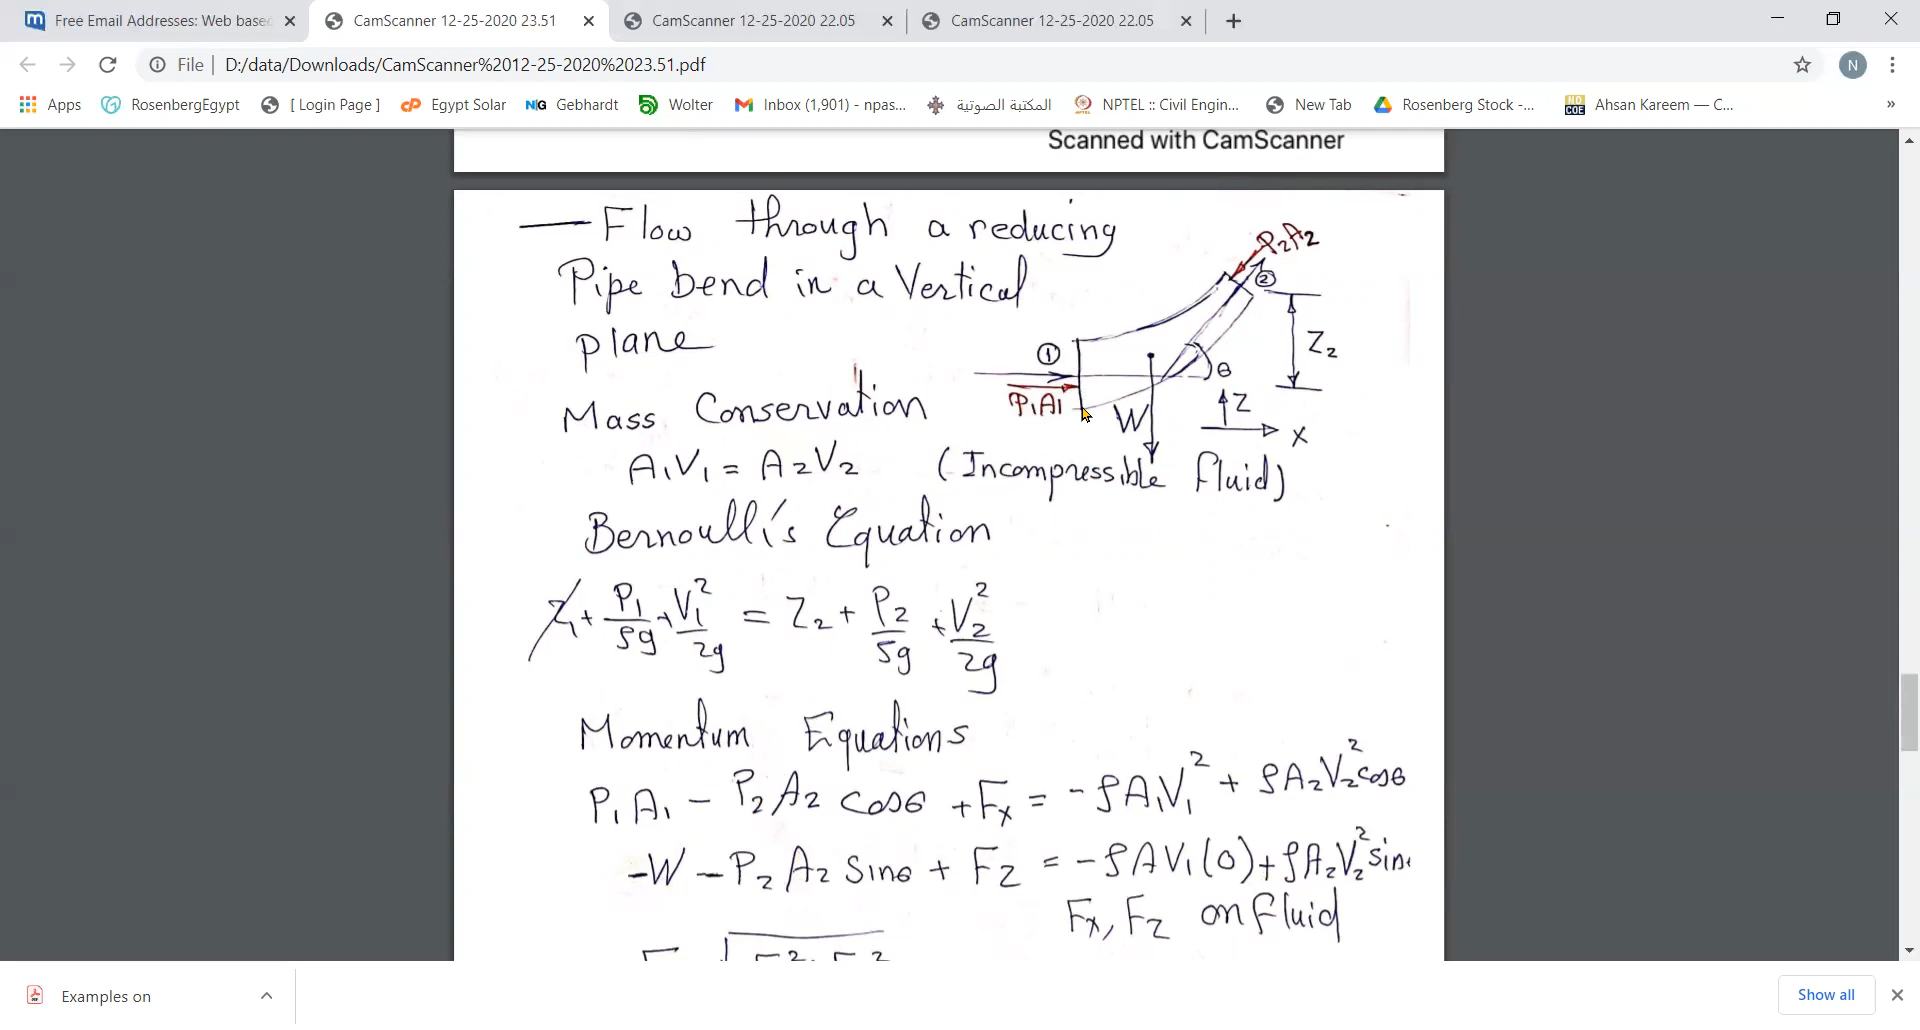 Free Email Addresses: Web base
CamScanner 12-25-2020 23.51
CamScanner 12-25-2020 22.05
CamScanner 12-25-2020 22.05
File | D:/data/Downloads/CamScanner%2012-25-2020%2023.51.pdf
N
Apps RosenbergEgypt [ Login Page ] Egypt Solar Gebhardt Wolter Inbox (1,901) - npas... المكتبة الصوتية NPTEL :: Civil Engin... New Tab Rosenberg Stock -... Ahsan Kareem — C... »
Scanned with CamScanner
— Flow through a reducing
Pipe bend in a Vertical
plane
P2A2
②
Z2
①
θ
P1A1
W
Z
X
Mass Conservation
A1V1 = A2V2 (Incompressible Fluid)
Bernoulli's Equation
Z1 + P1/ρg + V1²/2g = Z2 + P2/ρg + V2²/2g
Momentum Equations
P1A1 - P2A2 cosθ + Fx = -ρA1V1² + ρA2V2² cosθ
-W - P2A2 Sinθ + Fz = -ρAV1(0) + ρA2V2² sin
Fx, Fz on fluid
Examples on
Show all